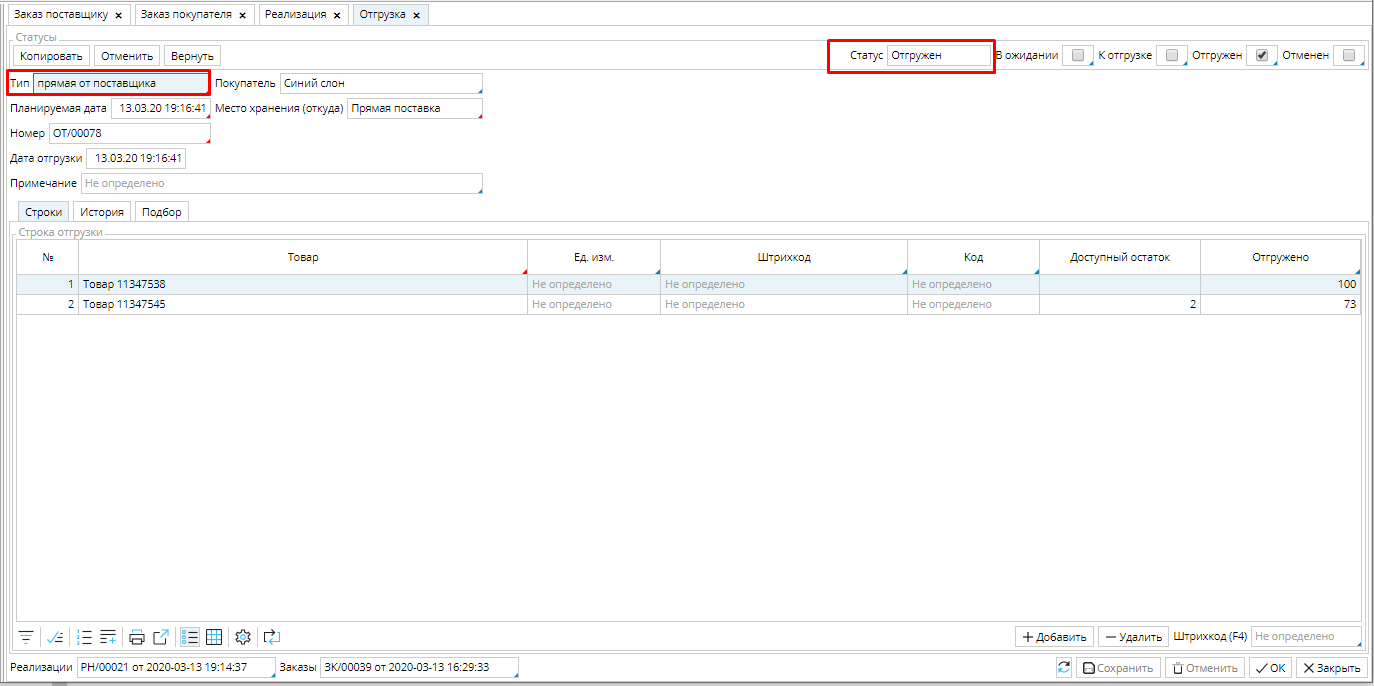 Заказ поставщику × Заказ покупателя × Реализация × Отгрузка ×
Статусы
Копировать Отменить Вернуть Статус Отгружен В ожидании К отгрузке Отгружен Отменен
Тип прямая от поставщика Покупатель Синий слон
Планируемая дата 13.03.20 19:16:41 Место хранения (откуда) Прямая поставка
Номер ОТ/00078
Дата отгрузки 13.03.20 19:16:41
Примечание Не определено
Строки История Подбор
Строка отгрузки
№ Товар Ед. изм. Штрихкод Код Доступный остаток Отгружено
1 Товар 11347538 Не определено Не определено Не определено 100
2 Товар 11347545 Не определено Не определено Не определено 2 73
Добавить Удалить Штрихкод (F4) Не определено
Реализации РН/00021 от 2020-03-13 19:14:37 Заказы ЗК/00039 от 2020-03-13 16:29:33 Сохранить Отменить ОК Закрыть